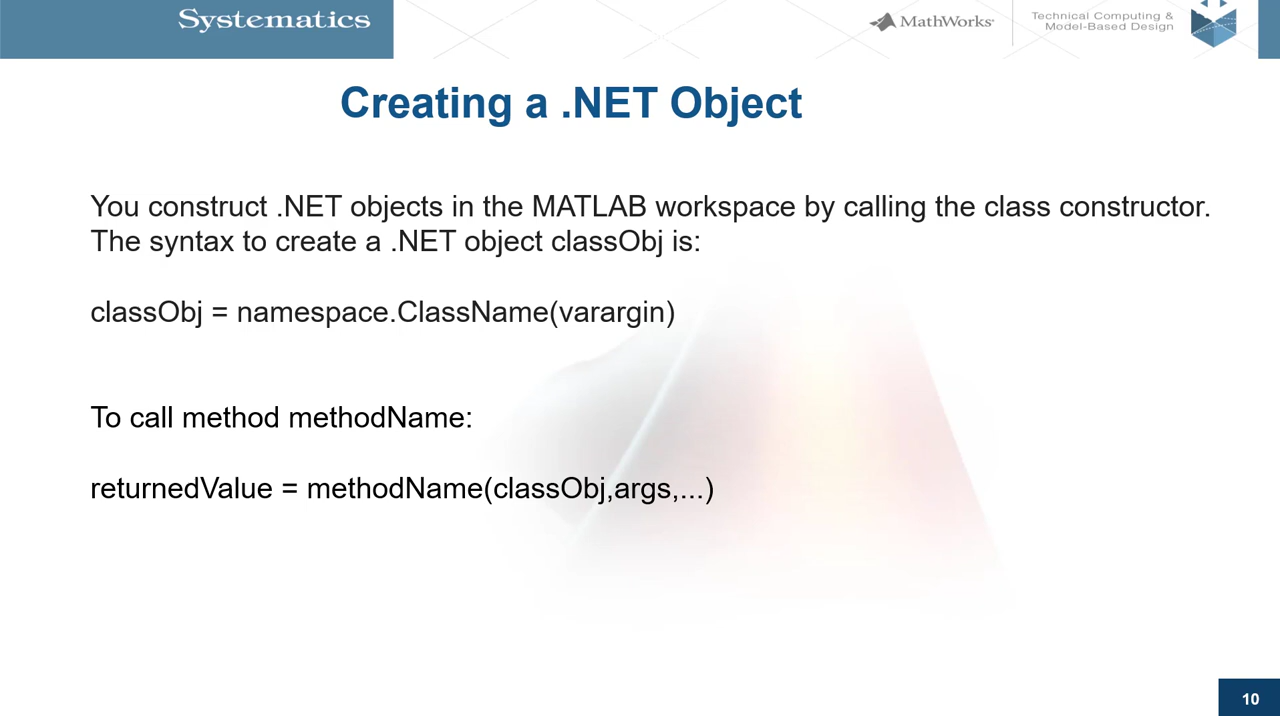 Systematics
MathWorks
Technical Computing &
Model-Based Design
Creating a .NET Object
You construct .NET objects in the MATLAB workspace by calling the class constructor.
The syntax to create a .NET object classObj is:
classObj = namespace.ClassName(varargin)
To call method methodName:
returnedValue = methodName(classObj,args,...)
10